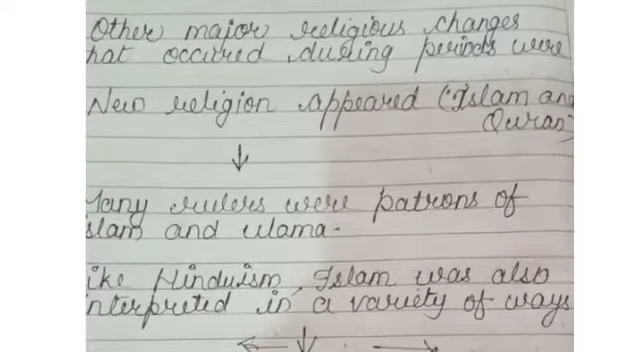 Other major religious changes
hat occurred during periods were
New religion appeared (Islam and
Quran)
↓
Many rulers were patrons of
slam and ulama.
ike Hinduism, Islam was also
nterpreted in a variety of ways